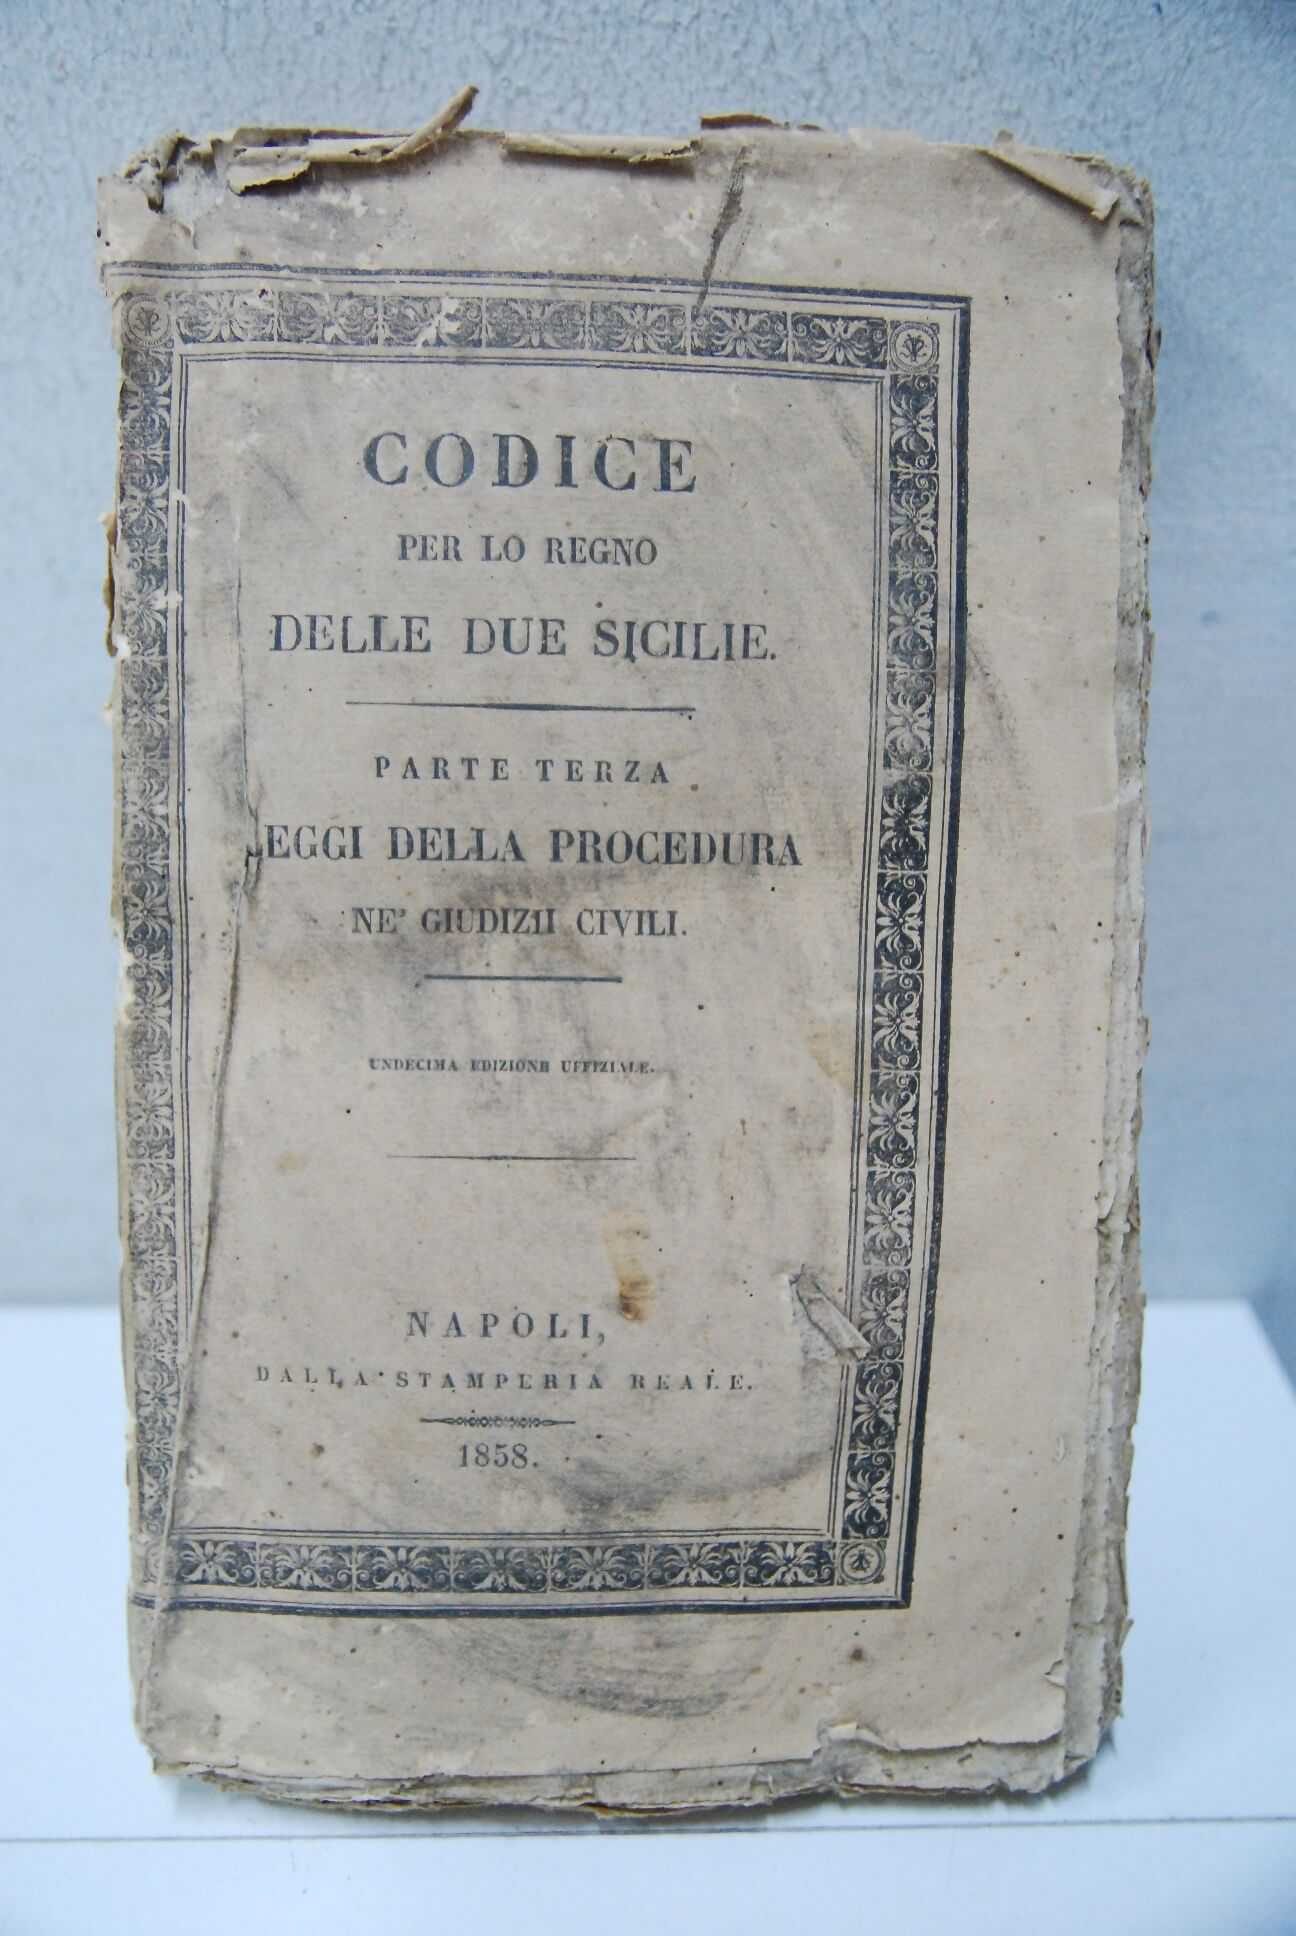 CODICE
PER LO REGNO
DELLE DUE SICILIE.
PARTE TERZA
LEGGI DELLA PROCEDURA
NE' GIUDIZII CIVILI.
UNDECIMA EDIZIONE UFFIZIALE.
NAPOLI,
DALLA STAMPERIA REALE.
1858.